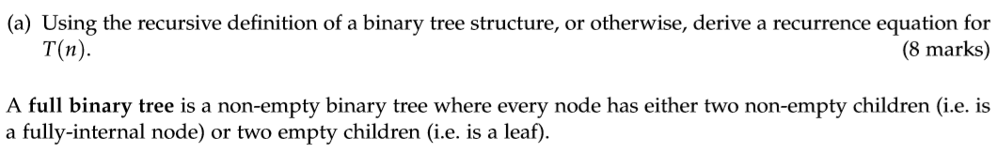 (a) Using the recursive definition of a binary tree structure, or otherwise, derive a recurrence equation for
T(n). (8 marks)
A full binary tree is a non-empty binary tree where every node has either two non-empty children (i.e. is
a fully-internal node) or two empty children (i.e. is a leaf).